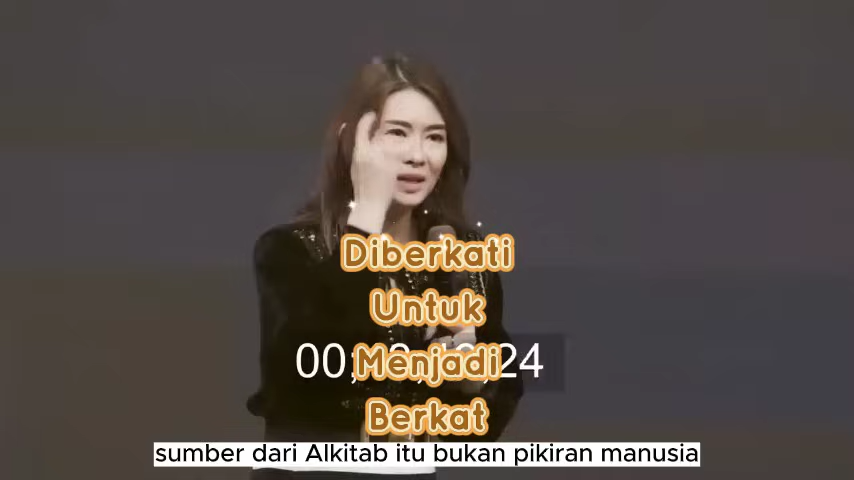 Diberkati
Untuk
Menjadi
Berkat
sumber dari Alkitab itu bukan pikiran manusia